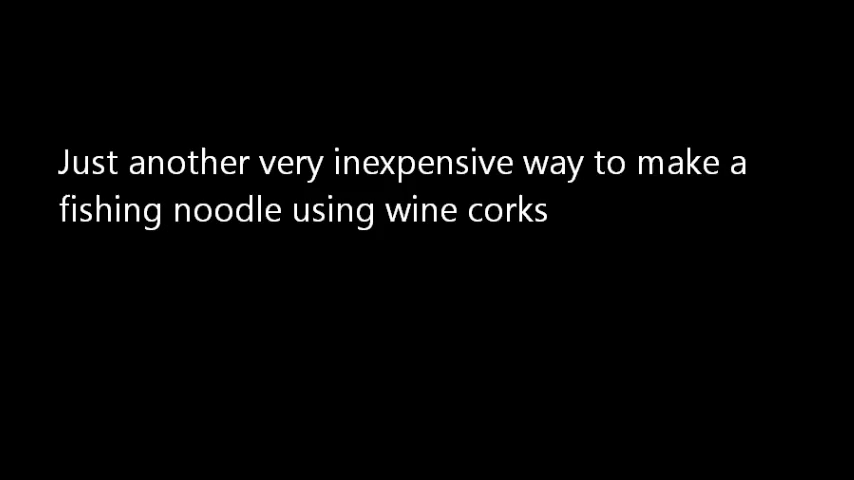 Just another very inexpensive way to make a
fishing noodle using wine corks